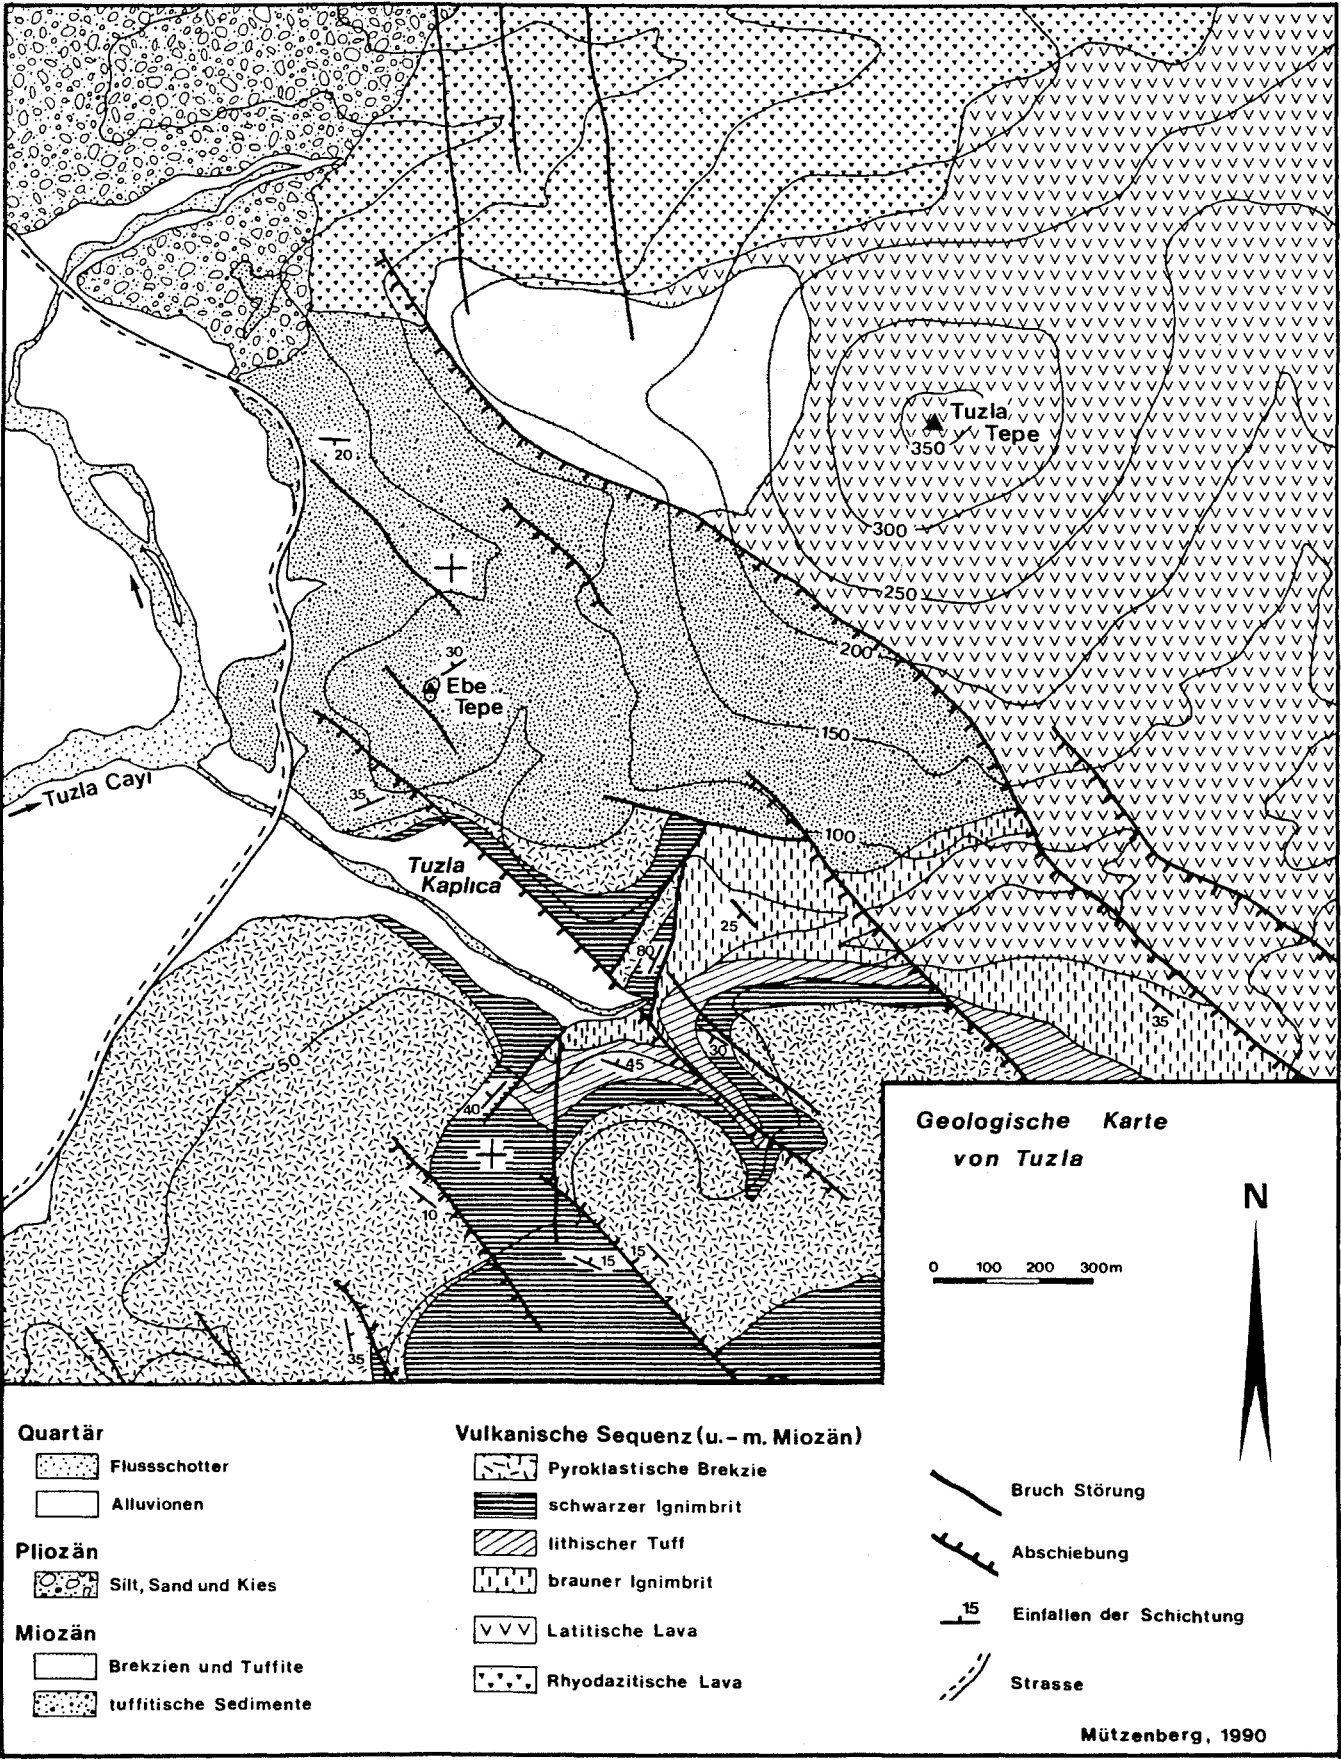 Tuzla
Tepe
350
20
300
250
200
30
Ebe
Tepe
150
Tuzla Cayi
35
100
Tuzla
Kaplıca
25
80
35
50
30
45
40
10
15
15
35
Geologische Karte
von Tuzla
N
0 100 200 300m
Quartär
Flussschotter
Alluvionen
Pliozän
Silt, Sand und Kies
Miozän
Brekzien und Tuffite
tuffitische Sedimente
Vulkanische Sequenz (u.- m. Miozän)
Pyroklastische Brekzie
schwarzer Ignimbrit
lithischer Tuff
brauner Ignimbrit
Latitische Lava
Rhyodazitische Lava
Bruch Störung
Abschiebung
15
Einfallen der Schichtung
Strasse
Mützenberg, 1990